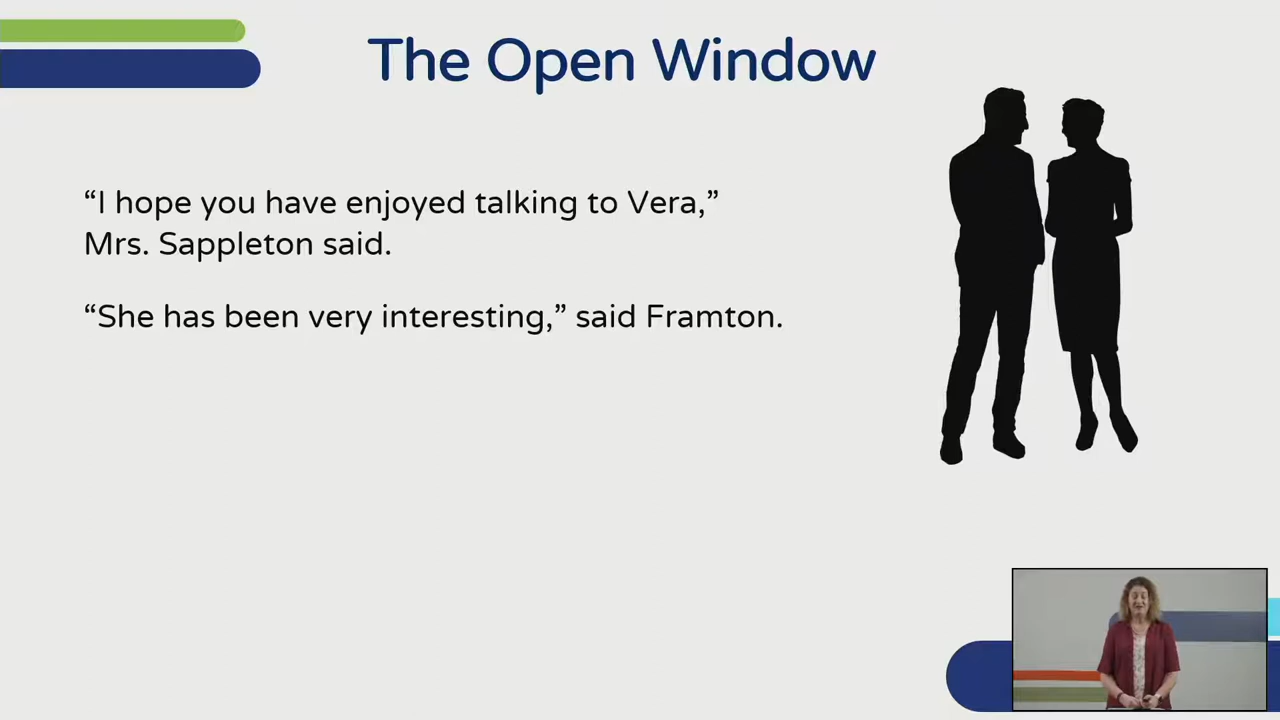 The Open Window
“I hope you have enjoyed talking to Vera,”
Mrs. Sappleton said.
“She has been very interesting,” said Framton.